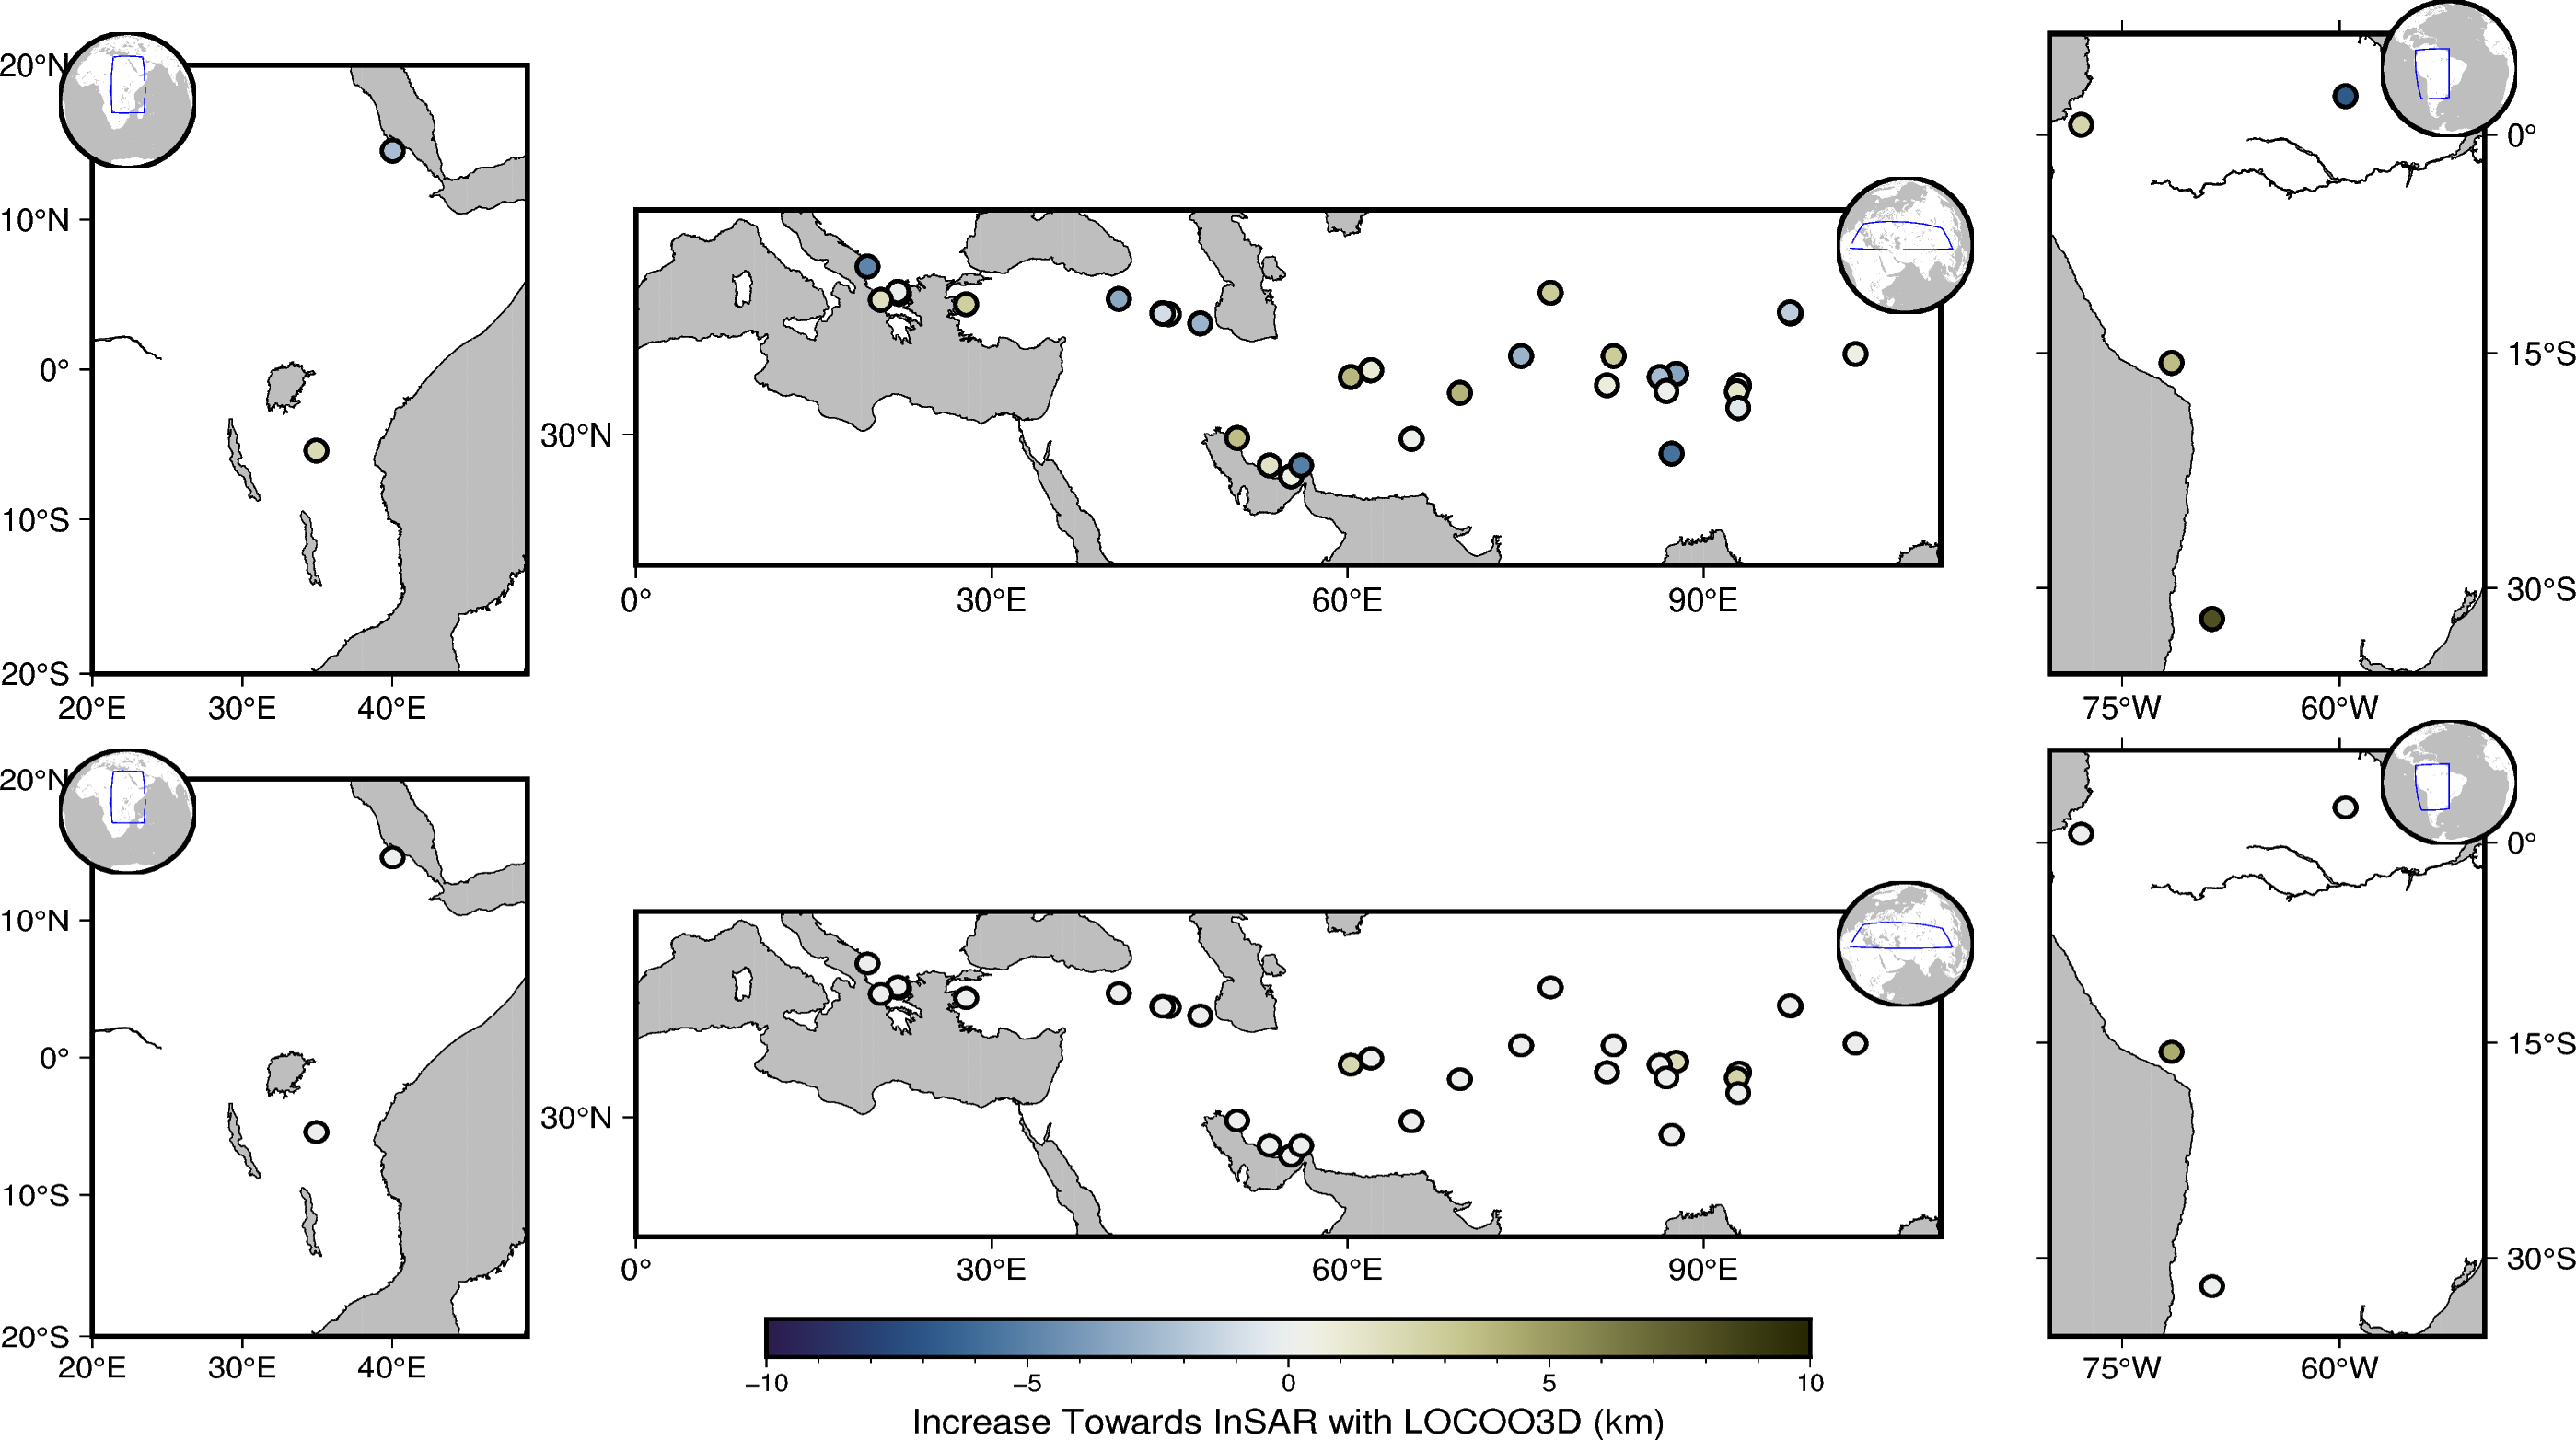 20°N
10°N
0°
10°S
20°S
20°E 30°E 40°E
30°N
0° 30°E 60°E 90°E
0°
15°S
30°S
75°W 60°W
20°N
10°N
0°
10°S
20°S
20°E 30°E 40°E
30°N
0° 30°E 60°E 90°E
0°
15°S
30°S
75°W 60°W
−10 −5 0 5 10
Increase Towards InSAR with LOCOO3D (km)